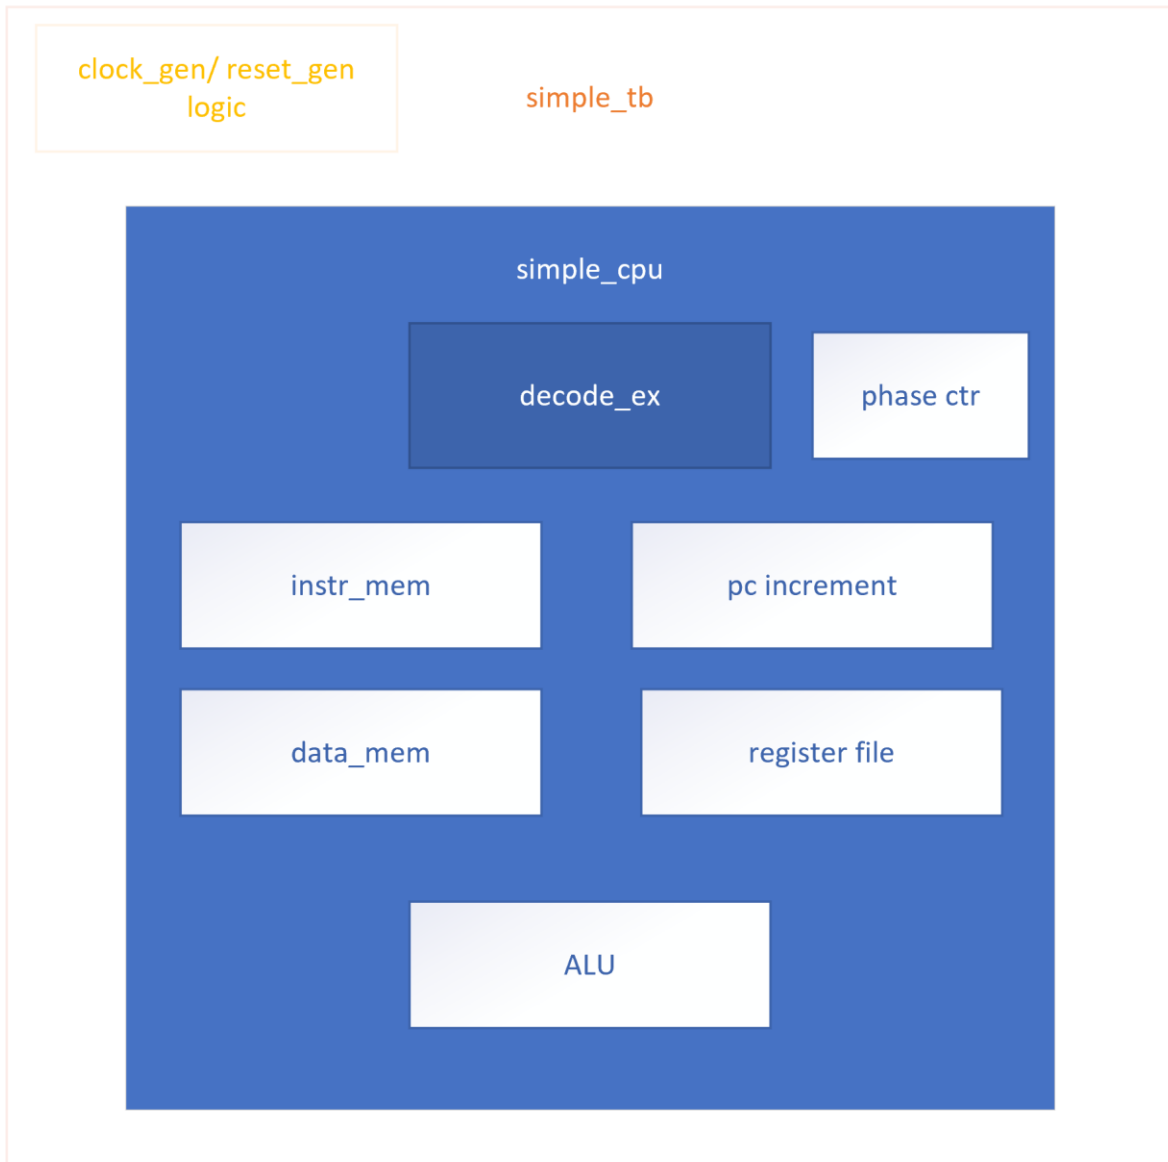 clock_gen/ reset_gen
logic
simple_tb
simple_cpu
decode_ex
phase ctr
instr_mem
pc increment
data_mem
register file
ALU